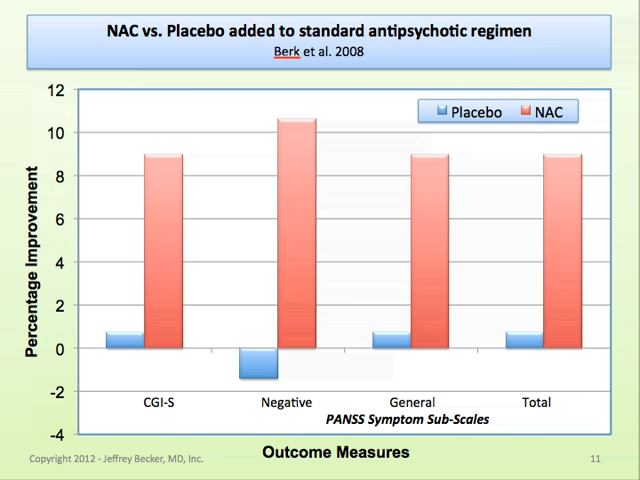 NAC vs. Placebo added to standard antipsychotic regimen
Berk et al. 2008
Placebo NAC
Percentage Improvement
12
10
8
6
4
2
0
-2
-4
CGI-S Negative General Total
PANSS Symptom Sub-Scales
Outcome Measures
Copyright 2012 - Jeffrey Becker, MD, Inc. 11